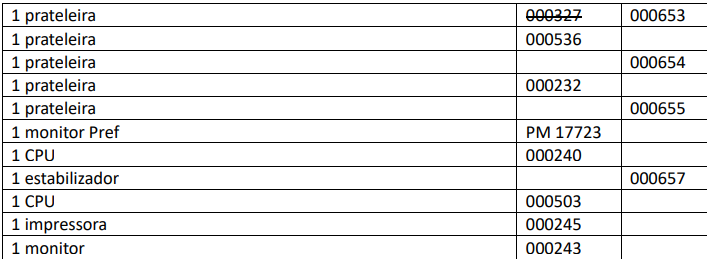 1 prateleira 000327 000653
1 prateleira 000536
1 prateleira 000654
1 prateleira 000232
1 prateleira 000655
1 monitor Pref PM 17723
1 CPU 000240
1 estabilizador 000657
1 CPU 000503
1 impressora 000245
1 monitor 000243